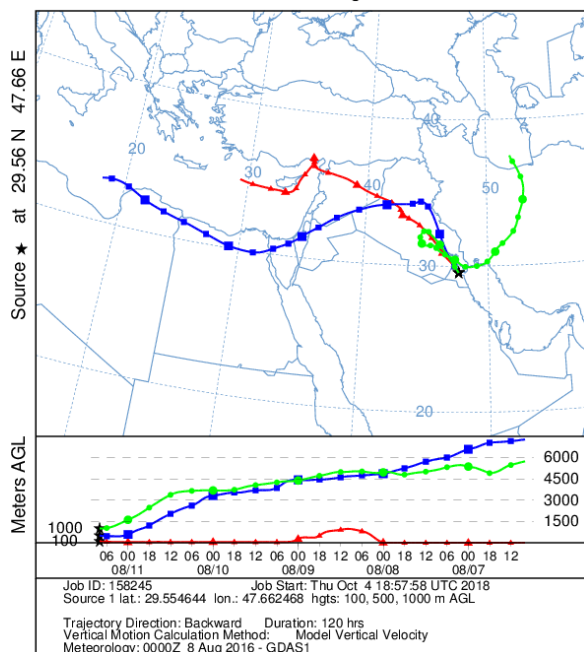 Source ★ at 29.56 N 47.66 E
20
30
40
50
40
30
20
Meters AGL
6000
4500
3000
1500
1000
100
06 00 18 12 06 00 18 12 06 00 18 12 06 00 18 12 06 00 18 12
08/11 08/10 08/09 08/08 08/07
Job ID: 158245 Job Start: Thu Oct 4 18:57:58 UTC 2018
Source 1 lat.: 29.554644 lon.: 47.662468 hgts: 100, 500, 1000 m AGL
Trajectory Direction: Backward Duration: 120 hrs
Vertical Motion Calculation Method: Model Vertical Velocity
Meteorology: 0000Z 8 Aug 2016 - GDAS1